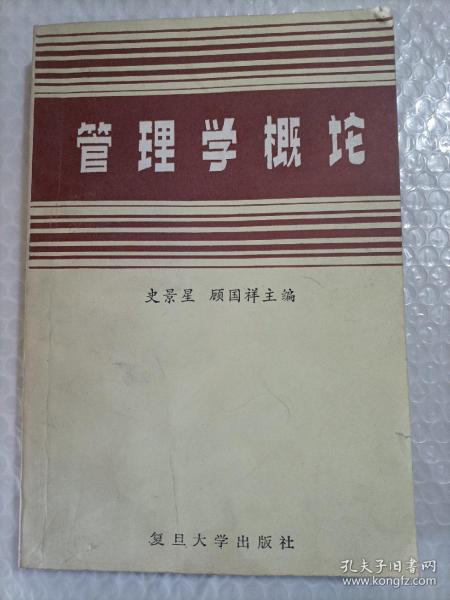 管理学概论
史景星 顾国祥主编
复旦大学出版社
孔夫子旧书网
www.kongfz.com